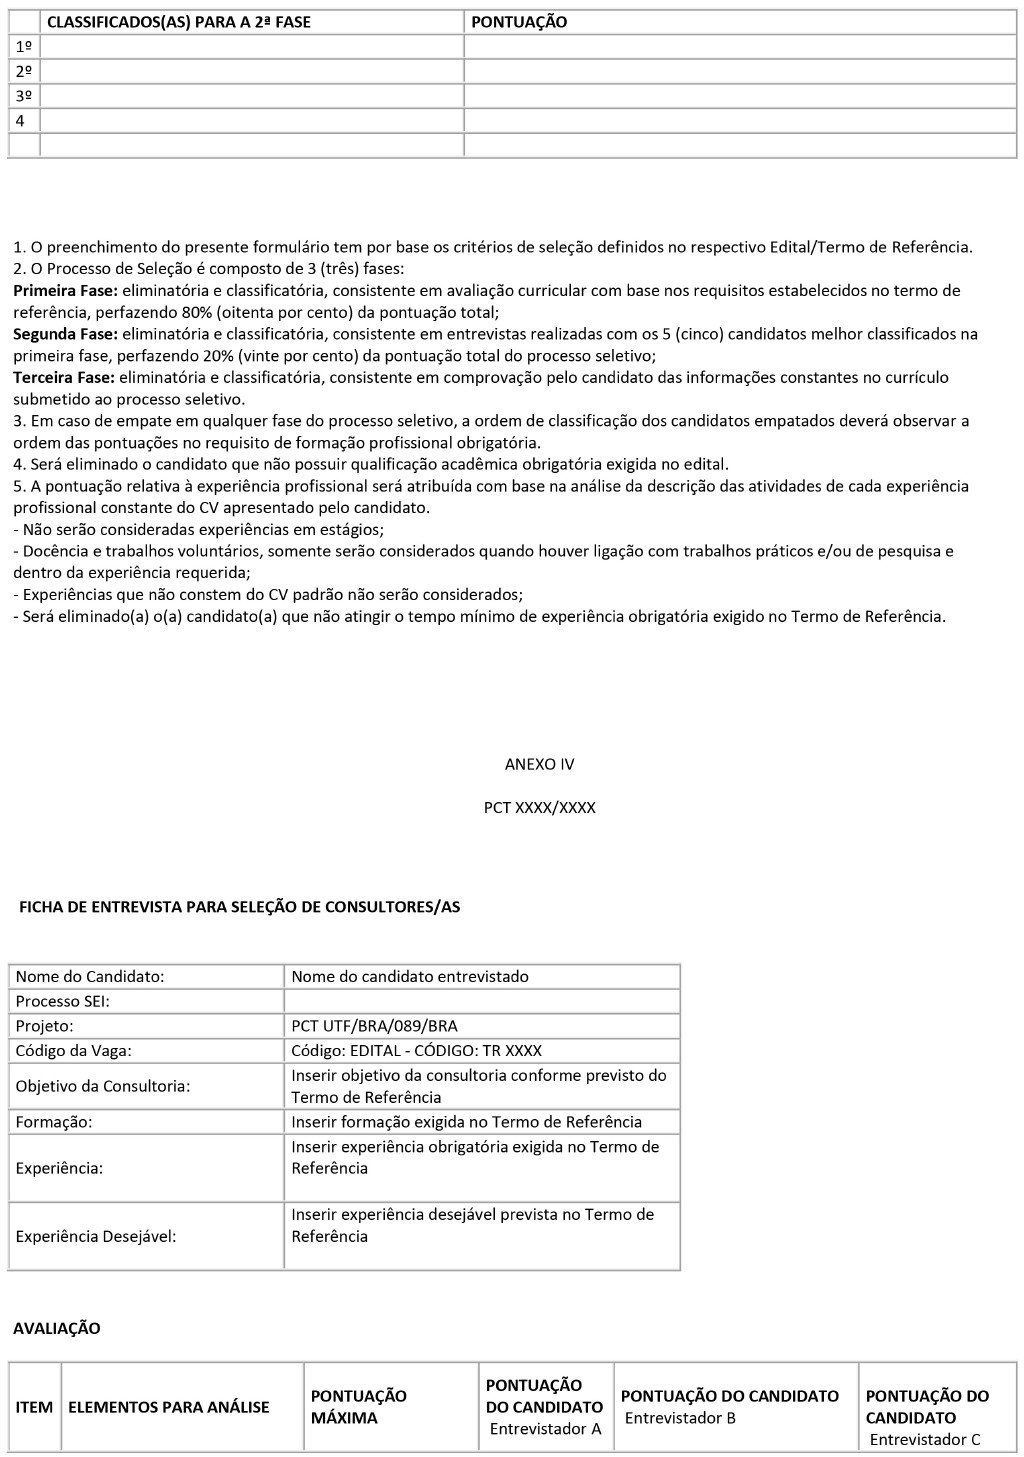 CLASSIFICADOS(AS) PARA A 2ª FASE PONTUAÇÃO
1º
2º
3º
4
1. O preenchimento do presente formulário tem por base os critérios de seleção definidos no respectivo Edital/Termo de Referência.
2. O Processo de Seleção é composto de 3 (três) fases:
Primeira Fase: eliminatória e classificatória, consistente em avaliação curricular com base nos requisitos estabelecidos no termo de
referência, perfazendo 80% (oitenta por cento) da pontuação total;
Segunda Fase: eliminatória e classificatória, consistente em entrevistas realizadas com os 5 (cinco) candidatos melhor classificados na
primeira fase, perfazendo 20% (vinte por cento) da pontuação total do processo seletivo;
Terceira Fase: eliminatória e classificatória, consistente em comprovação pelo candidato das informações constantes no currículo
submetido ao processo seletivo.
3. Em caso de empate em qualquer fase do processo seletivo, a ordem de classificação dos candidatos empatados deverá observar a
ordem das pontuações no requisito de formação profissional obrigatória.
4. Será eliminado o candidato que não possuir qualificação acadêmica obrigatória exigida no edital.
5. A pontuação relativa à experiência profissional será atribuída com base na análise da descrição das atividades de cada experiência
profissional constante do CV apresentado pelo candidato.
- Não serão consideradas experiências em estágios;
- Docência e trabalhos voluntários, somente serão considerados quando houver ligação com trabalhos práticos e/ou de pesquisa e
dentro da experiência requerida;
- Experiências que não constem do CV padrão não serão considerados;
- Será eliminado(a) o(a) candidato(a) que não atingir o tempo mínimo de experiência obrigatória exigido no Termo de Referência.
ANEXO IV
PCT XXXX/XXXX
FICHA DE ENTREVISTA PARA SELEÇÃO DE CONSULTORES/AS
Nome do Candidato: Nome do candidato entrevistado
Processo SEI:
Projeto: PCT UTF/BRA/089/BRA
Código da Vaga: Código: EDITAL - CÓDIGO: TR XXXX
Objetivo da Consultoria: Inserir objetivo da consultoria conforme previsto do
Termo de Referência
Formação: Inserir formação exigida no Termo de Referência
Experiência: Inserir experiência obrigatória exigida no Termo de
Referência
Experiência Desejável: Inserir experiência desejável prevista no Termo de
Referência
AVALIAÇÃO
ITEM ELEMENTOS PARA ANÁLISE
PONTUAÇÃO
MÁXIMA
PONTUAÇÃO
DO CANDIDATO
Entrevistador A
PONTUAÇÃO DO CANDIDATO
Entrevistador B
PONTUAÇÃO DO
CANDIDATO
Entrevistador C